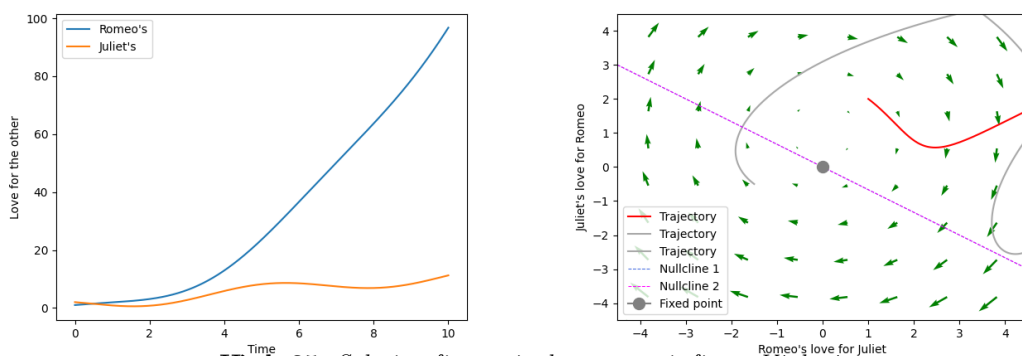 100
80
60
40
20
0
Love for the other
Romeo's
Juliet's
0 2 4 6 8 10
Time
4
3
2
1
0
−1
−2
−3
−4
Juliet's love for Romeo
Trajectory
Trajectory
Trajectory
Nullcline 1
Nullcline 2
Fixed point
−4 −3 −2 −1 0 1 2 3 4
Romeo's love for Juliet